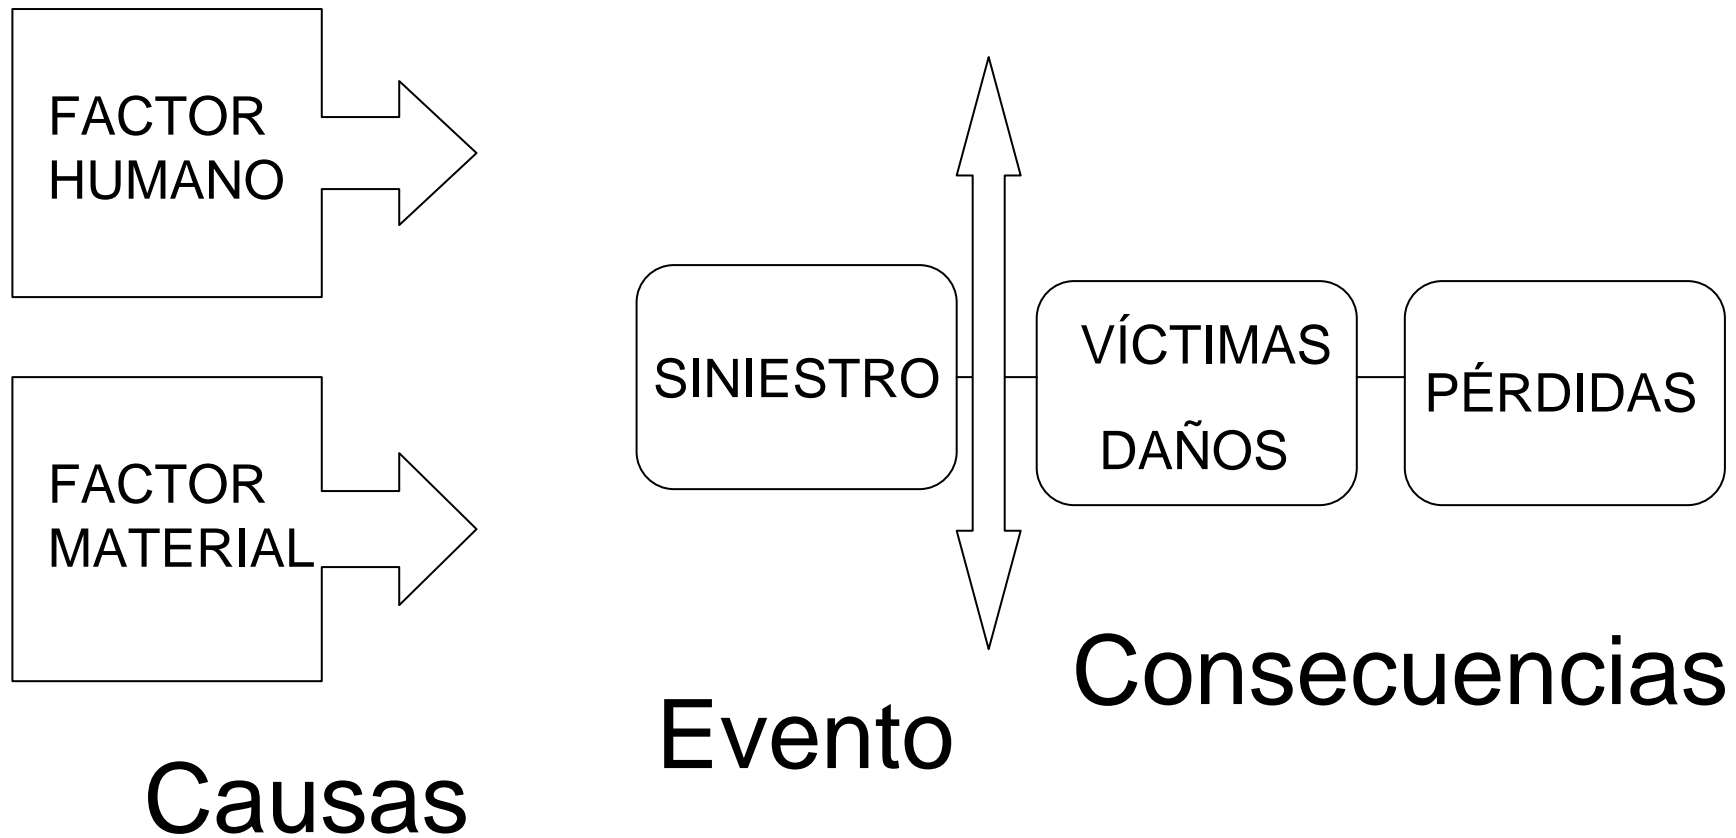 FACTOR
HUMANO
FACTOR
MATERIAL
Causas
SINIESTRO
Evento
VÍCTIMAS
DAÑOS
PÉRDIDAS
Consecuencias